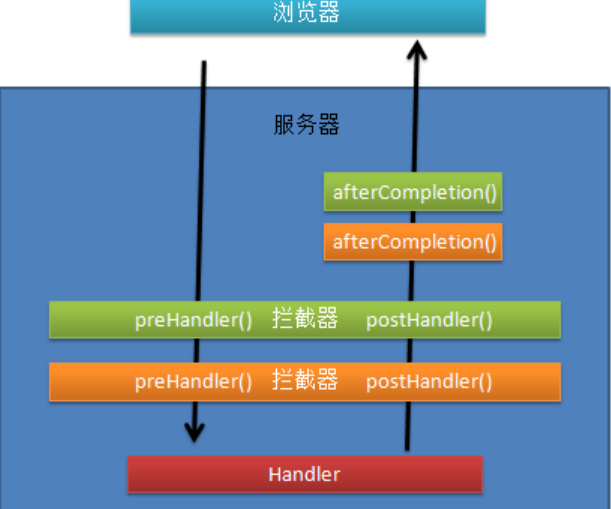 浏览器
服务器
afterCompletion()
afterCompletion()
preHandler() 拦截器 postHandler()
preHandler() 拦截器 postHandler()
Handler